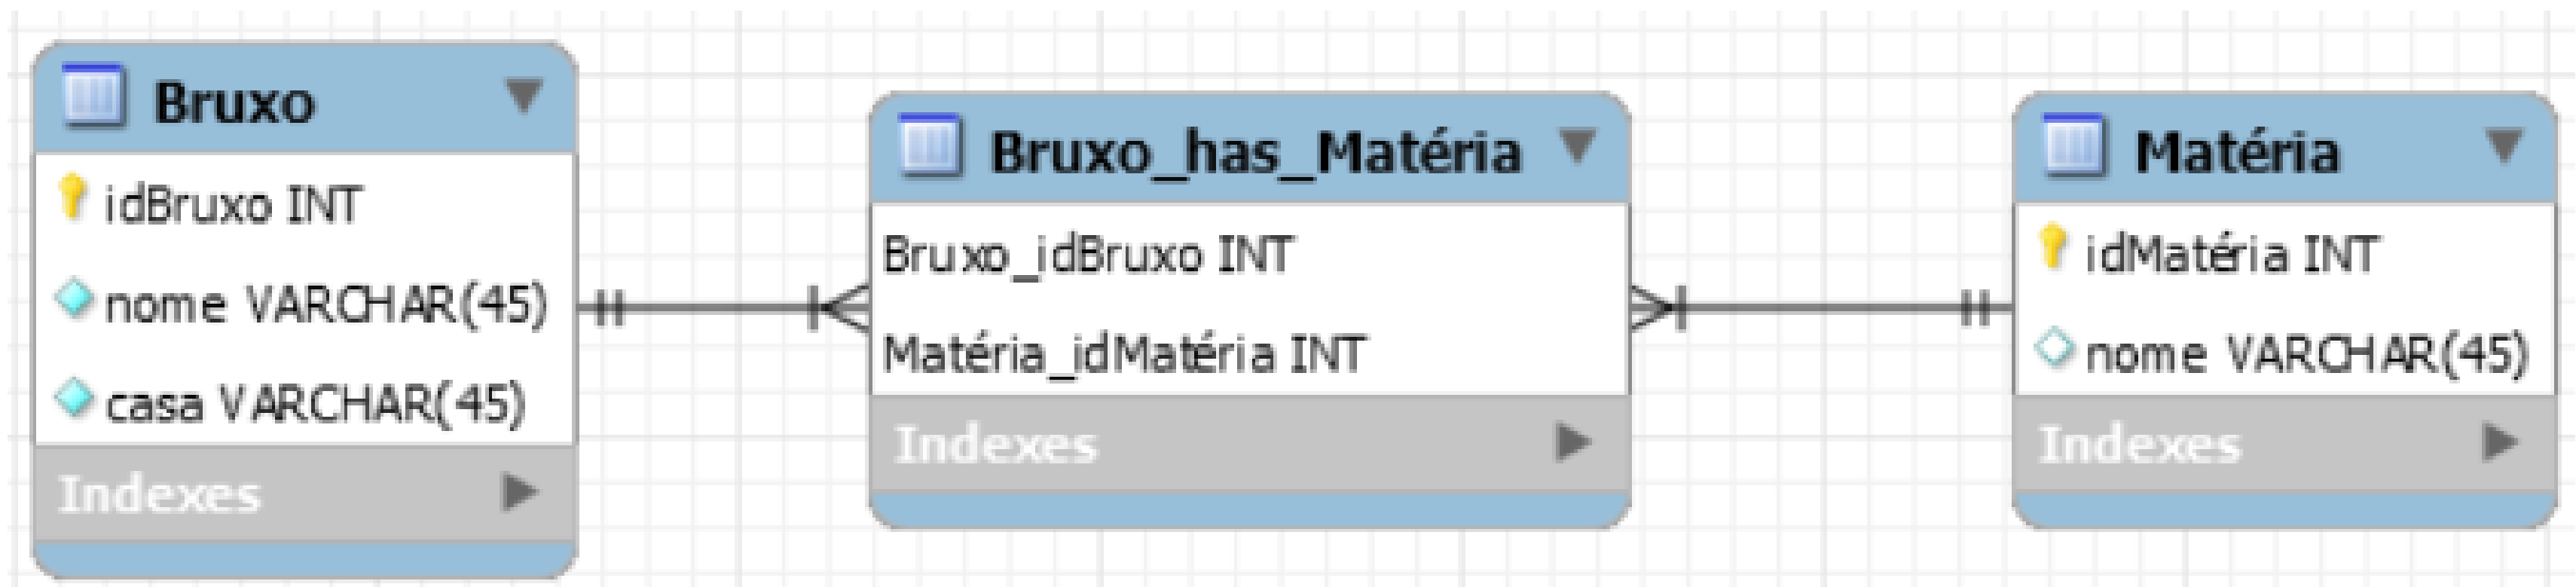 Bruxo
idBruxo INT
nome VARCHAR(45)
casa VARCHAR(45)
Indexes
Bruxo_has_Matéria
Bruxo_idBruxo INT
Matéria_idMatéria INT
Indexes
Matéria
idMatéria INT
nome VARCHAR(45)
Indexes